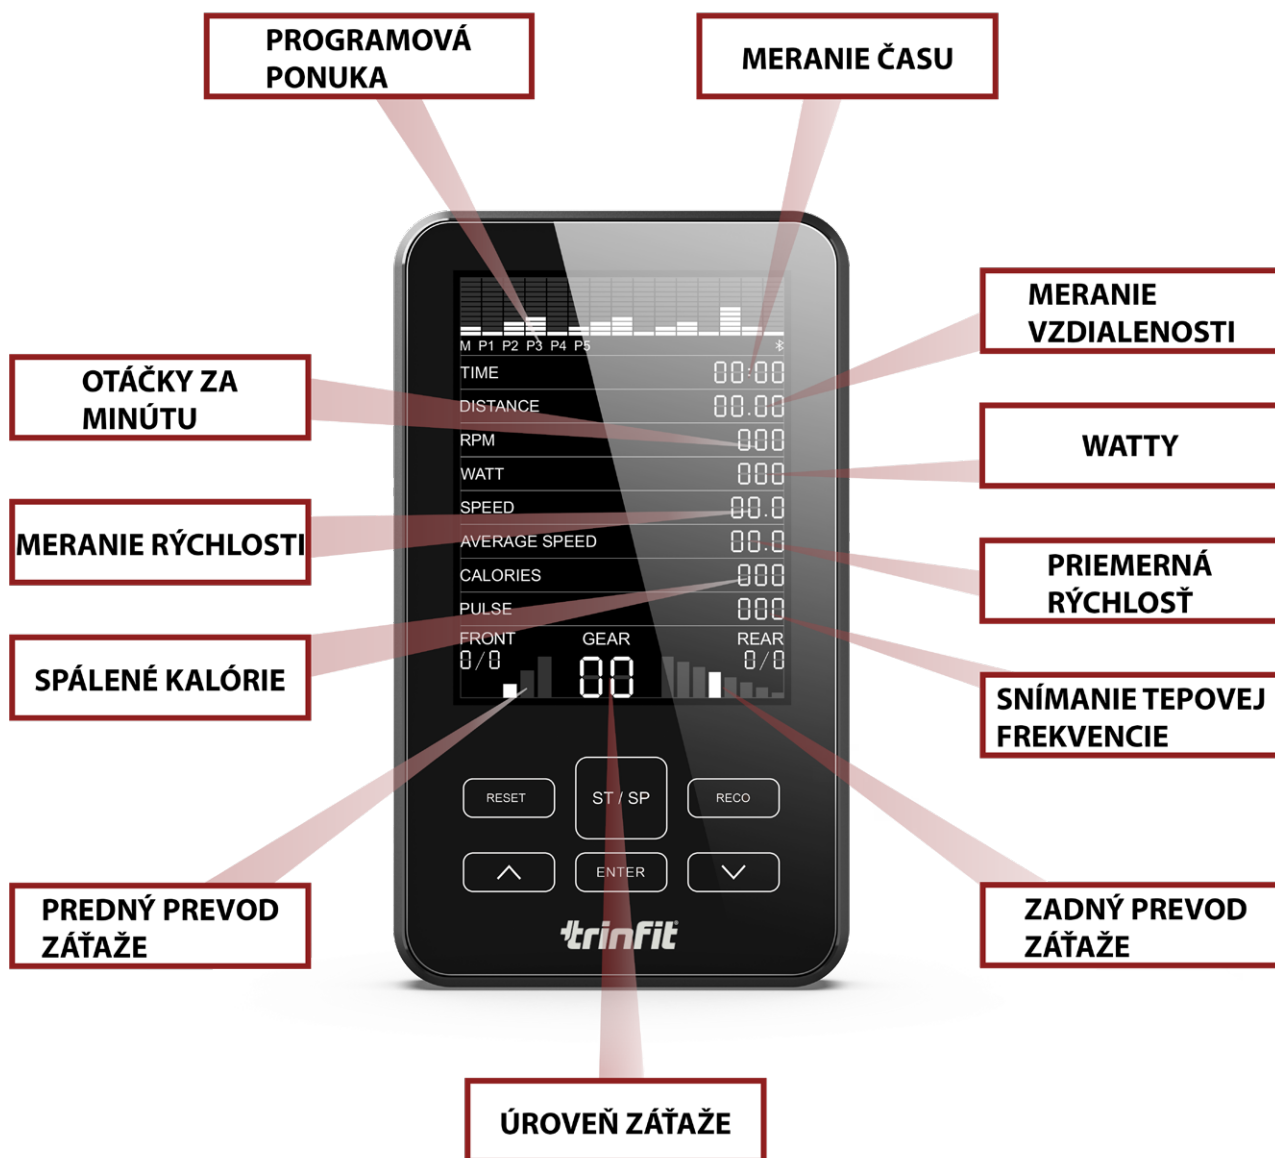 PROGRAMOVÁ
PONUKA
MERANIE ČASU
MERANIE
VZDIALENOSTI
OTÁČKY ZA
MINÚTU
WATTY
MERANIE RÝCHLOSTI
PRIEMERNÁ
RÝCHLOSŤ
SPÁLENÉ KALÓRIE
SNÍMANIE TEPOVEJ
FREKVENCIE
PREDNÝ PREVOD
ZÁŤAŽE
ZADNÝ PREVOD
ZÁŤAŽE
ÚROVEŇ ZÁŤAŽE
M P1 P2 P3 P4 P5
TIME 00:00
DISTANCE 00.00
RPM 000
WATT 000
SPEED 00.0
AVERAGE SPEED 00.0
CALORIES 000
PULSE 000
FRONT GEAR REAR
0/0 00 0/0
RESET ST / SP RECO
ENTER
trinfit